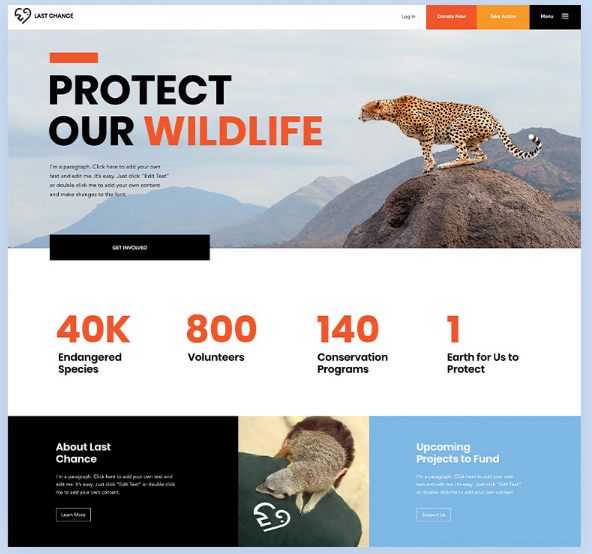 LAST CHANCE
Log In
Donate Now
Take Action
Menu
PROTECT
OUR WILDLIFE
I'm a paragraph. Click here to add your own
text and edit me. It's easy. Just click "Edit Text"
or double click me to add your own content
and make changes to the font.
GET INVOLVED
40K
Endangered
Species
800
Volunteers
140
Conservation
Programs
1
Earth for Us to
Protect
About Last
Chance
I'm a paragraph. Click here to add your own text and
edit me. It's easy. Just click "Edit Text" or double click
me to add your own content.
Learn More
Upcoming
Projects to Fund
I'm a paragraph. Click here to add your own text
and edit me. It's easy. Just click "Edit Text" or
or double click me to add your own content.
Support Us